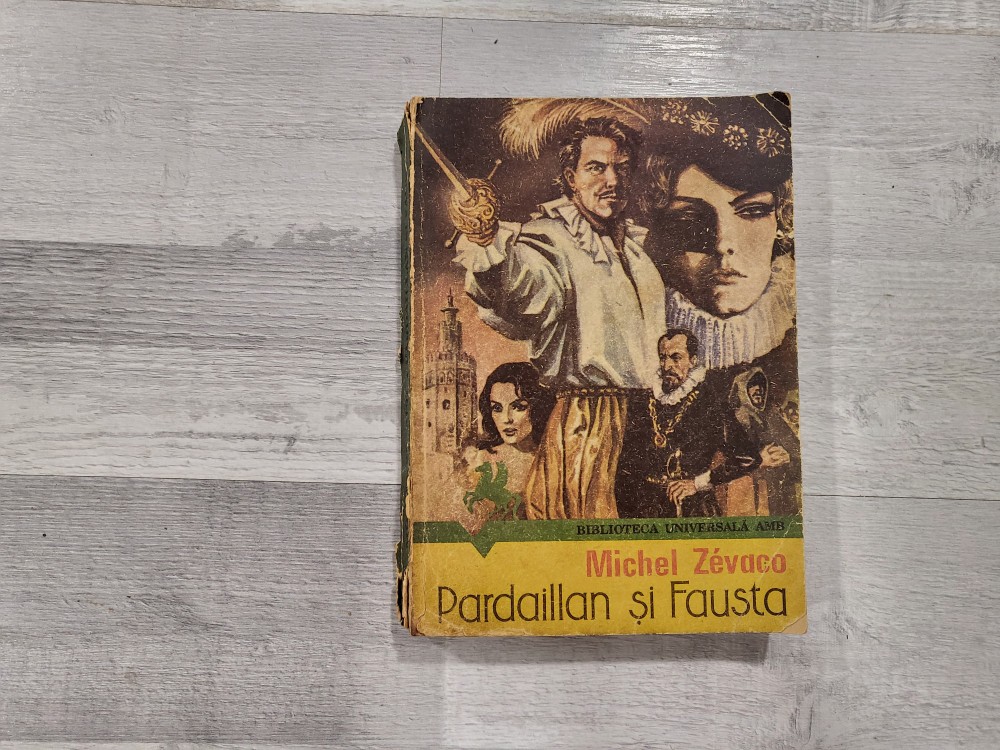 BIBLIOTECA UNIVERSALĂ AMB
Michel Zévaco
Pardaillan și Fausta